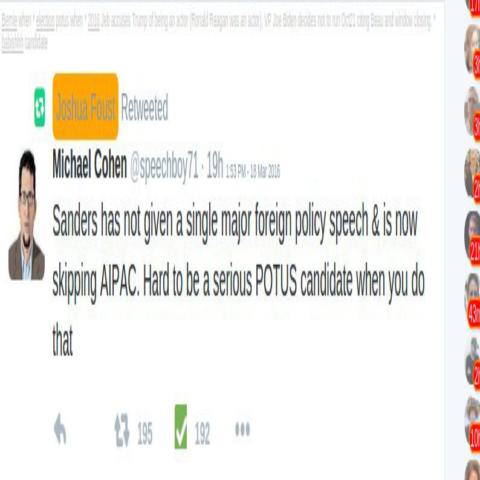 Bernie when * election potus when * 2016 Jeb accuses Trump of being an actor (Ronald Reagan was an actor). VP Joe Biden decides not to run Oct21 citing Beau and window closing. *
candidate
Joshua Foust Retweeted
Michael Cohen @speechboy71 · 19h 1:53 PM - 18 Mar 2016
Sanders has not given a single major foreign policy speech & is now
skipping AIPAC. Hard to be a serious POTUS candidate when you do
that
195 192